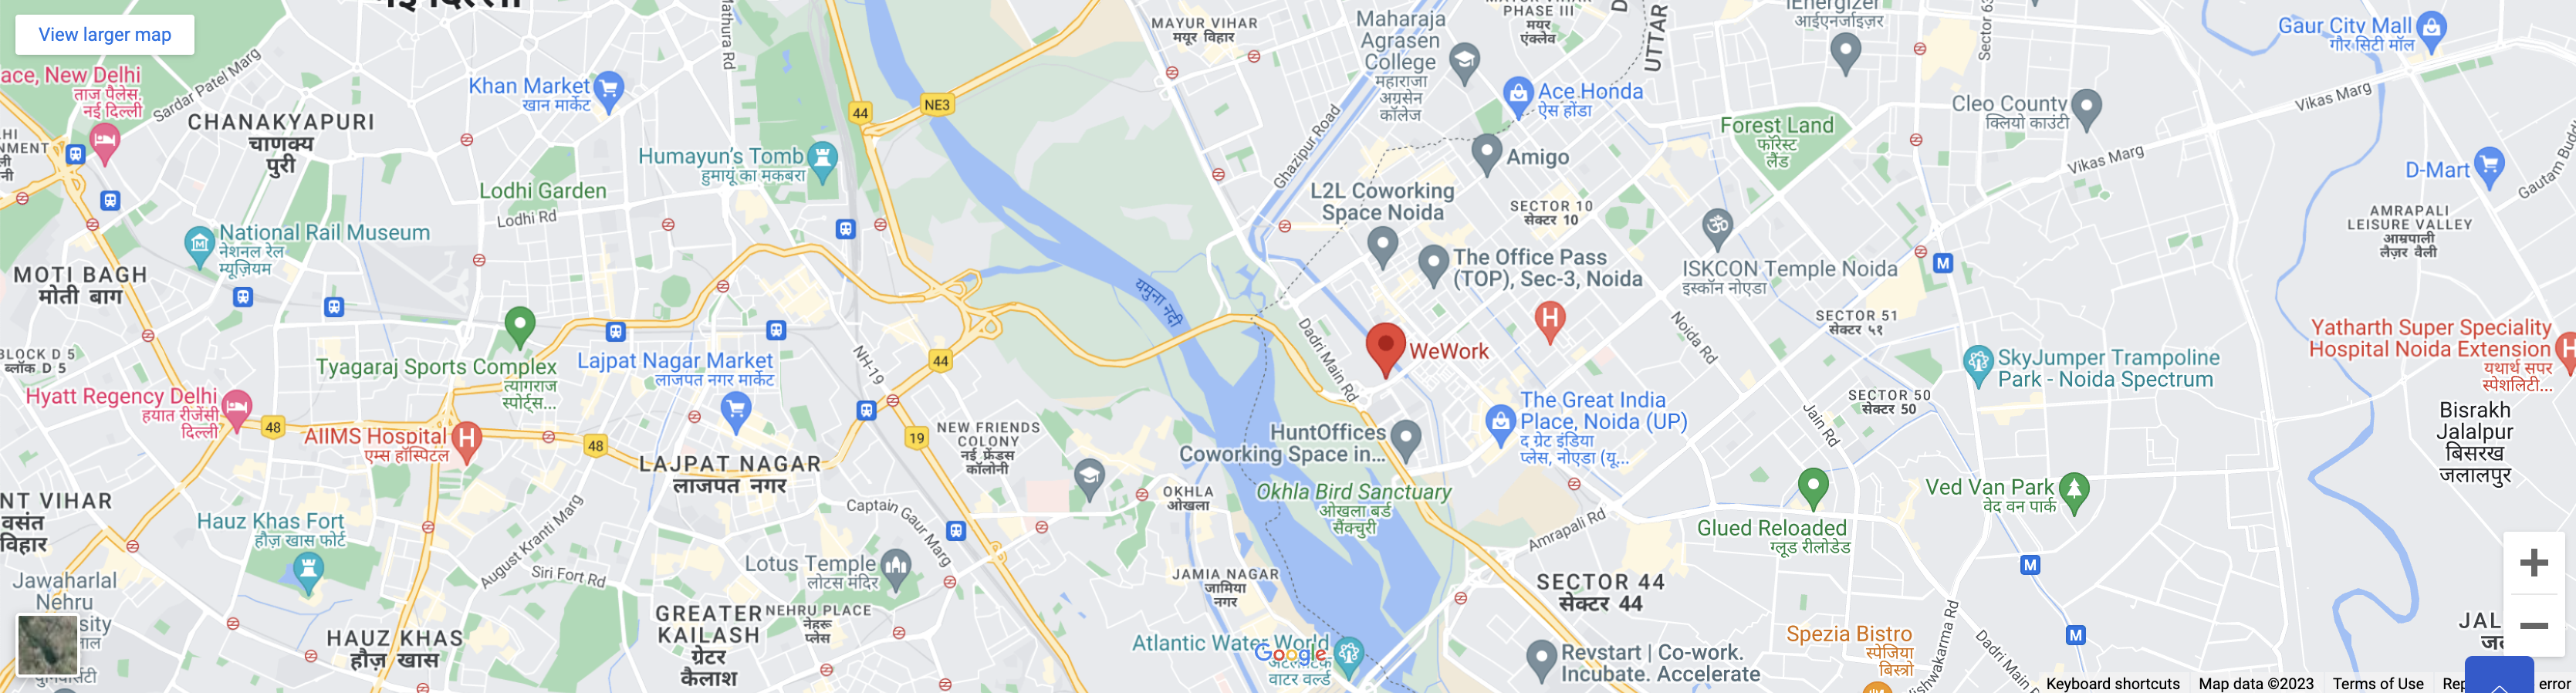 View larger map
ace, New Delhi
ताज पैलेस,
नई दिल्ली
Sardar Patel Marg
CHANAKYAPURI
चाणक्य
पुरी
Khan Market
खान मार्केट
Mathura Rd
44
NE3
Humayun's Tomb
हुमायूं का मकबरा
Lodhi Garden
Lodhi Rd
National Rail Museum
नेशनल रेल
म्यूज़ियम
MOTI BAGH
मोती बाग
BLOCK D 5
ब्लॉक D 5
Tyagaraj Sports Complex
त्यागराज
स्पोर्ट्स...
Lajpat Nagar Market
लाजपत नगर मार्केट
Hyatt Regency Delhi
हयात रीजेंसी
दिल्ली
48
AIIMS Hospital
एम्स हॉस्पिटल
48
LAJPAT NAGAR
लाजपत नगर
NH-19
44
19
NEW FRIENDS
COLONY
नई फ्रेंडस
कॉलोनी
NT VIHAR
वसंत
विहार
Hauz Khas Fort
हौज़ खास फोर्ट
August Kranti Marg
Siri Fort Rd
Captain Gaur Marg
Lotus Temple
लोटस मंदिर
Jawaharlal
Nehru
HAUZ KHAS
हौज़ खास
GREATER
KAILASH
ग्रेटर
कैलाश
NEHRU PLACE
नेहरू
प्लेस
OKHLA
ओखला
JAMIA NAGAR
जामिया
नगर
Atlantic Water World
वाटर वर्ल्ड
Google
यमुना नदी
MAYUR VIHAR
मयूर विहार
Maharaja
Agrasen
College
महाराजा
अग्रसेन
कॉलेज
PHASE III
मयर
एंक्लेव
UTTAR
Ghazipur Road
Ace Honda
ऐस होंडा
Amigo
L2L Coworking
Space Noida
SECTOR 10
सेक्टर 10
The Office Pass
(TOP), Sec-3, Noida
Dadri Main Rd
WeWork
The Great India
Place, Noida (UP)
द ग्रेट इंडिया
प्लेस, नोएडा (यू...
HuntOffices
Coworking Space in...
Okhla Bird Sanctuary
ओखला बर्ड
सैंक्चुरी
Amrapali Rd
SECTOR 44
सेक्टर 44
Revstart | Co-work.
Incubate. Accelerate
आईएनर्जाइज़र
Sector 63
Forest Land
फॉरेस्ट
लैंड
ISKCON Temple Noida
इस्कॉन नोएडा
Noida Rd
SECTOR 51
सेक्टर ५१
SkyJumper Trampoline
Park - Noida Spectrum
SECTOR 50
सेक्टर 50
Jain Rd
Glued Reloaded
ग्लूड रीलोडेड
Ved Van Park
वेद वन पार्क
Spezia Bistro
स्पेजिया
बिस्त्रो
Dadri Main R
Gaur City Mall
गौर सिटी मॉल
Vikas Marg
Cleo County
क्लियो काउंटी
Vikas Marg
D-Mart
AMRAPALI
LEISURE VALLEY
आम्रपाली
लेज़र वैली
Yatharth Super Speciality
Hospital Noida Extension
यथार्थ सुपर
स्पेशलिटी...
Bisrakh
Jalalpur
बिसरख
जलालपुर
Keyboard shortcuts
Map data ©2023
Terms of Use